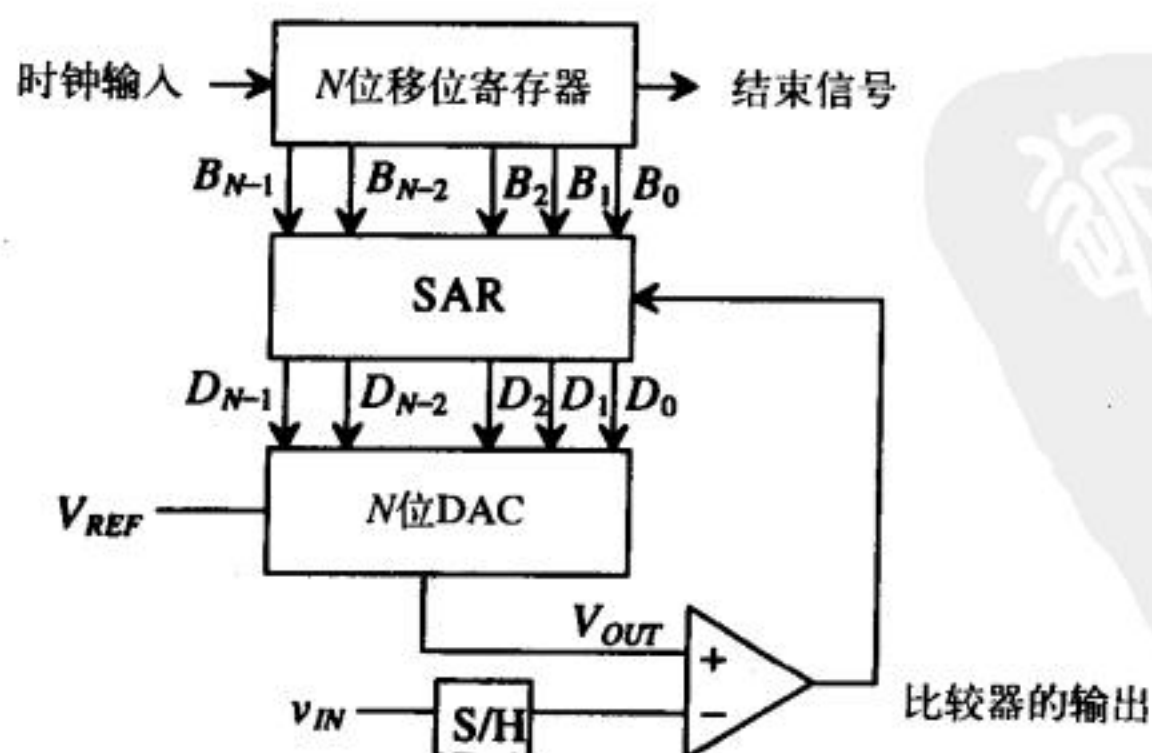 时钟输入
N位移位寄存器
结束信号
B_{N-1} B_{N-2} B_2 B_1 B_0
SAR
D_{N-1} D_{N-2} D_2 D_1 D_0
V_{REF}
N位DAC
V_{OUT}
+
v_{IN}
S/H
−
比较器的输出